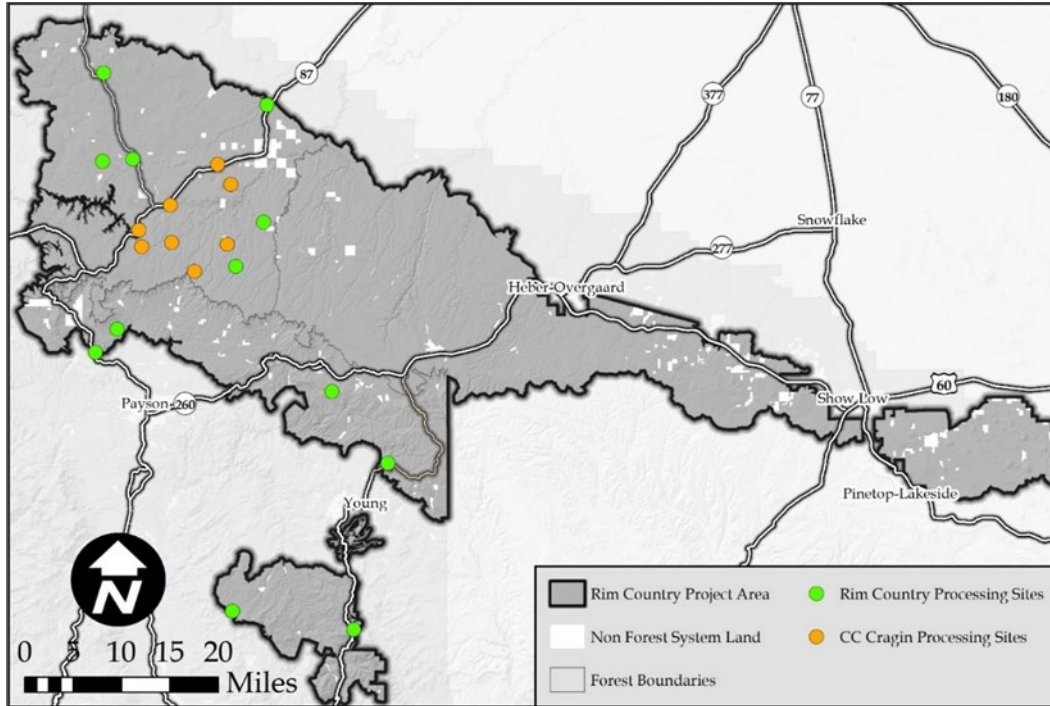 87
377
77
180
Snowflake
277
Heber-Overgaard
60
Payson
260
Show Low
Pinetop-Lakeside
Young
N
0 5 10 15 20
Miles
Rim Country Project Area
Rim Country Processing Sites
Non Forest System Land
CC Cragin Processing Sites
Forest Boundaries